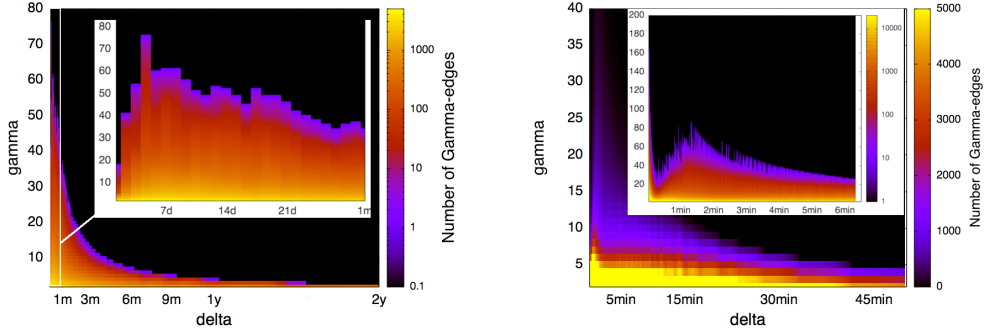 80
70
60
50
40
30
20
10
gamma
80
70
60
50
40
30
20
10
7d
14d
21d
1m
1m
3m
6m
9m
1y
2y
delta
1000
100
10
1
0.1
Number of Gamma-edges
40
35
30
25
20
15
10
5
gamma
200
180
160
140
120
100
80
60
40
20
1min
2min
3min
4min
5min
6min
10000
1000
100
10
1
5min
15min
30min
45min
delta
5000
4000
3000
2000
1000
0
Number of Gamma-edges